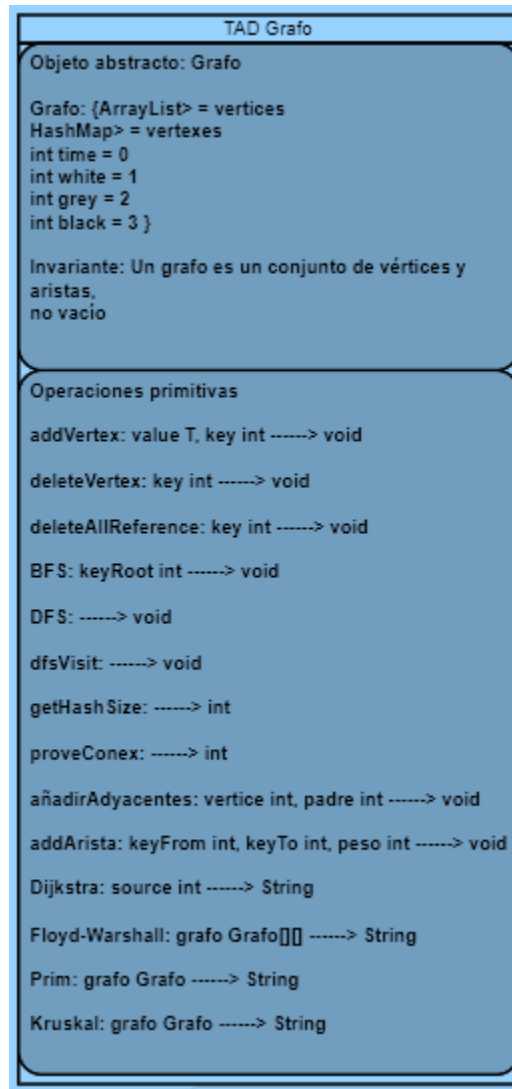 TAD Grafo
Objeto abstracto: Grafo
Grafo: {ArrayList> = vertices
HashMap> = vertexes
int time = 0
int white = 1
int grey = 2
int black = 3 }
Invariante: Un grafo es un conjunto de vértices y
aristas,
no vacío
Operaciones primitivas
addVertex: value T, key int ------> void
deleteVertex: key int ------> void
deleteAllReference: key int ------> void
BFS: keyRoot int ------> void
DFS: ------> void
dfsVisit: ------> void
getHashSize: ------> int
proveConex: ------> int
añadirAdyacentes: vertice int, padre int ------> void
addArista: keyFrom int, keyTo int, peso int ------> void
Dijkstra: source int ------> String
Floyd-Warshall: grafo Grafo[][] ------> String
Prim: grafo Grafo ------> String
Kruskal: grafo Grafo ------> String